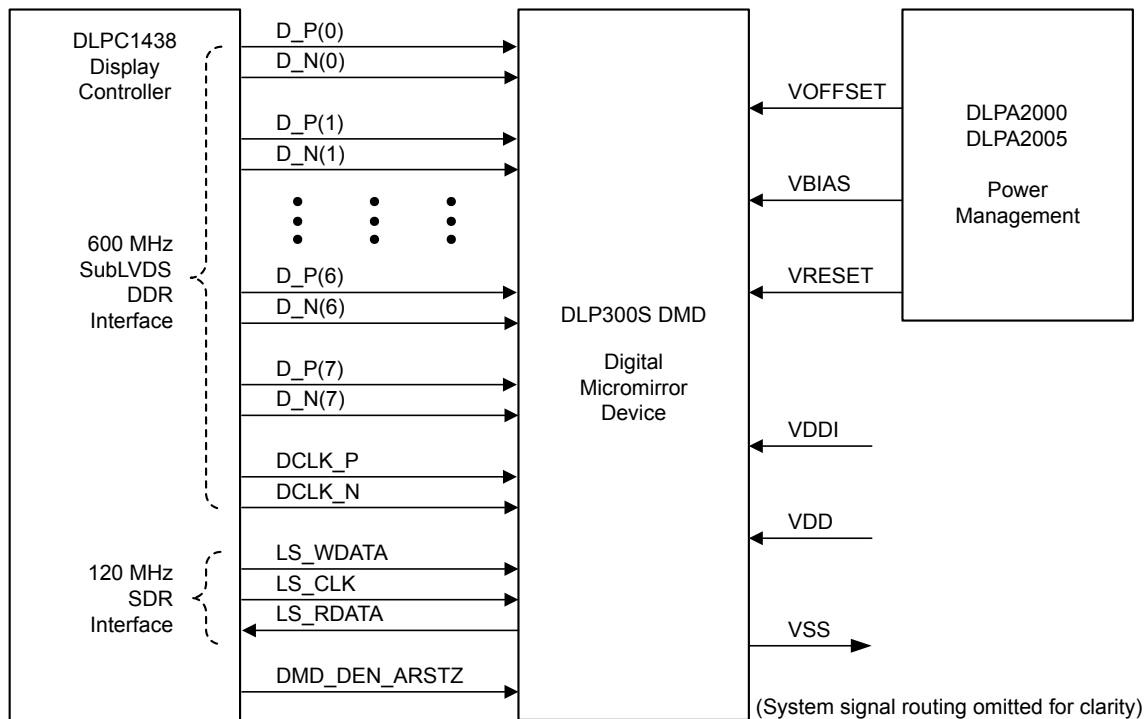 DLPC1438
Display
Controller
600 MHz
SubLVDS
DDR
Interface
120 MHz
SDR
Interface
D_P(0)
D_N(0)
D_P(1)
D_N(1)
D_P(6)
D_N(6)
D_P(7)
D_N(7)
DCLK_P
DCLK_N
LS_WDATA
LS_CLK
LS_RDATA
DMD_DEN_ARSTZ
DLP300S DMD
Digital
Micromirror
Device
VOFFSET
VBIAS
VRESET
VDDI
VDD
VSS
DLPA2000
DLPA2005
Power
Management
(System signal routing omitted for clarity)